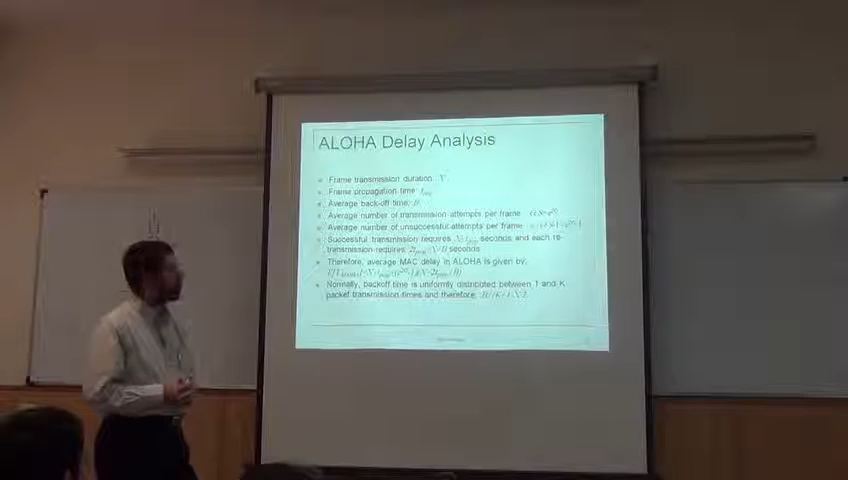 ALOHA Delay Analysis
Frame transmission duration X
Frame propagation time t
Average back-off time B
Average number of transmission attempts per frame
Average number of unsuccessful attempts per frame
Successful transmission requires seconds and each re-
transmission requires seconds
Therefore, average MAC delay in ALOHA is given by:
Normally, backoff time is uniformly distributed between 1 and K
packet transmission times and therefore,